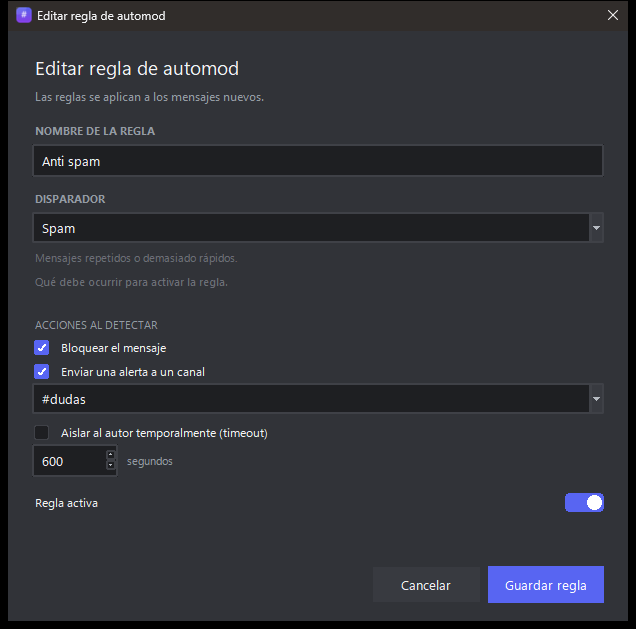 # Editar regla de automod
Editar regla de automod
Las reglas se aplican a los mensajes nuevos.
NOMBRE DE LA REGLA
Anti spam
DISPARADOR
Spam
Mensajes repetidos o demasiado rápidos.
Qué debe ocurrir para activar la regla.
ACCIONES AL DETECTAR
Bloquear el mensaje
Enviar una alerta a un canal
#dudas
Aislar al autor temporalmente (timeout)
600 segundos
Regla activa
Cancelar Guardar regla